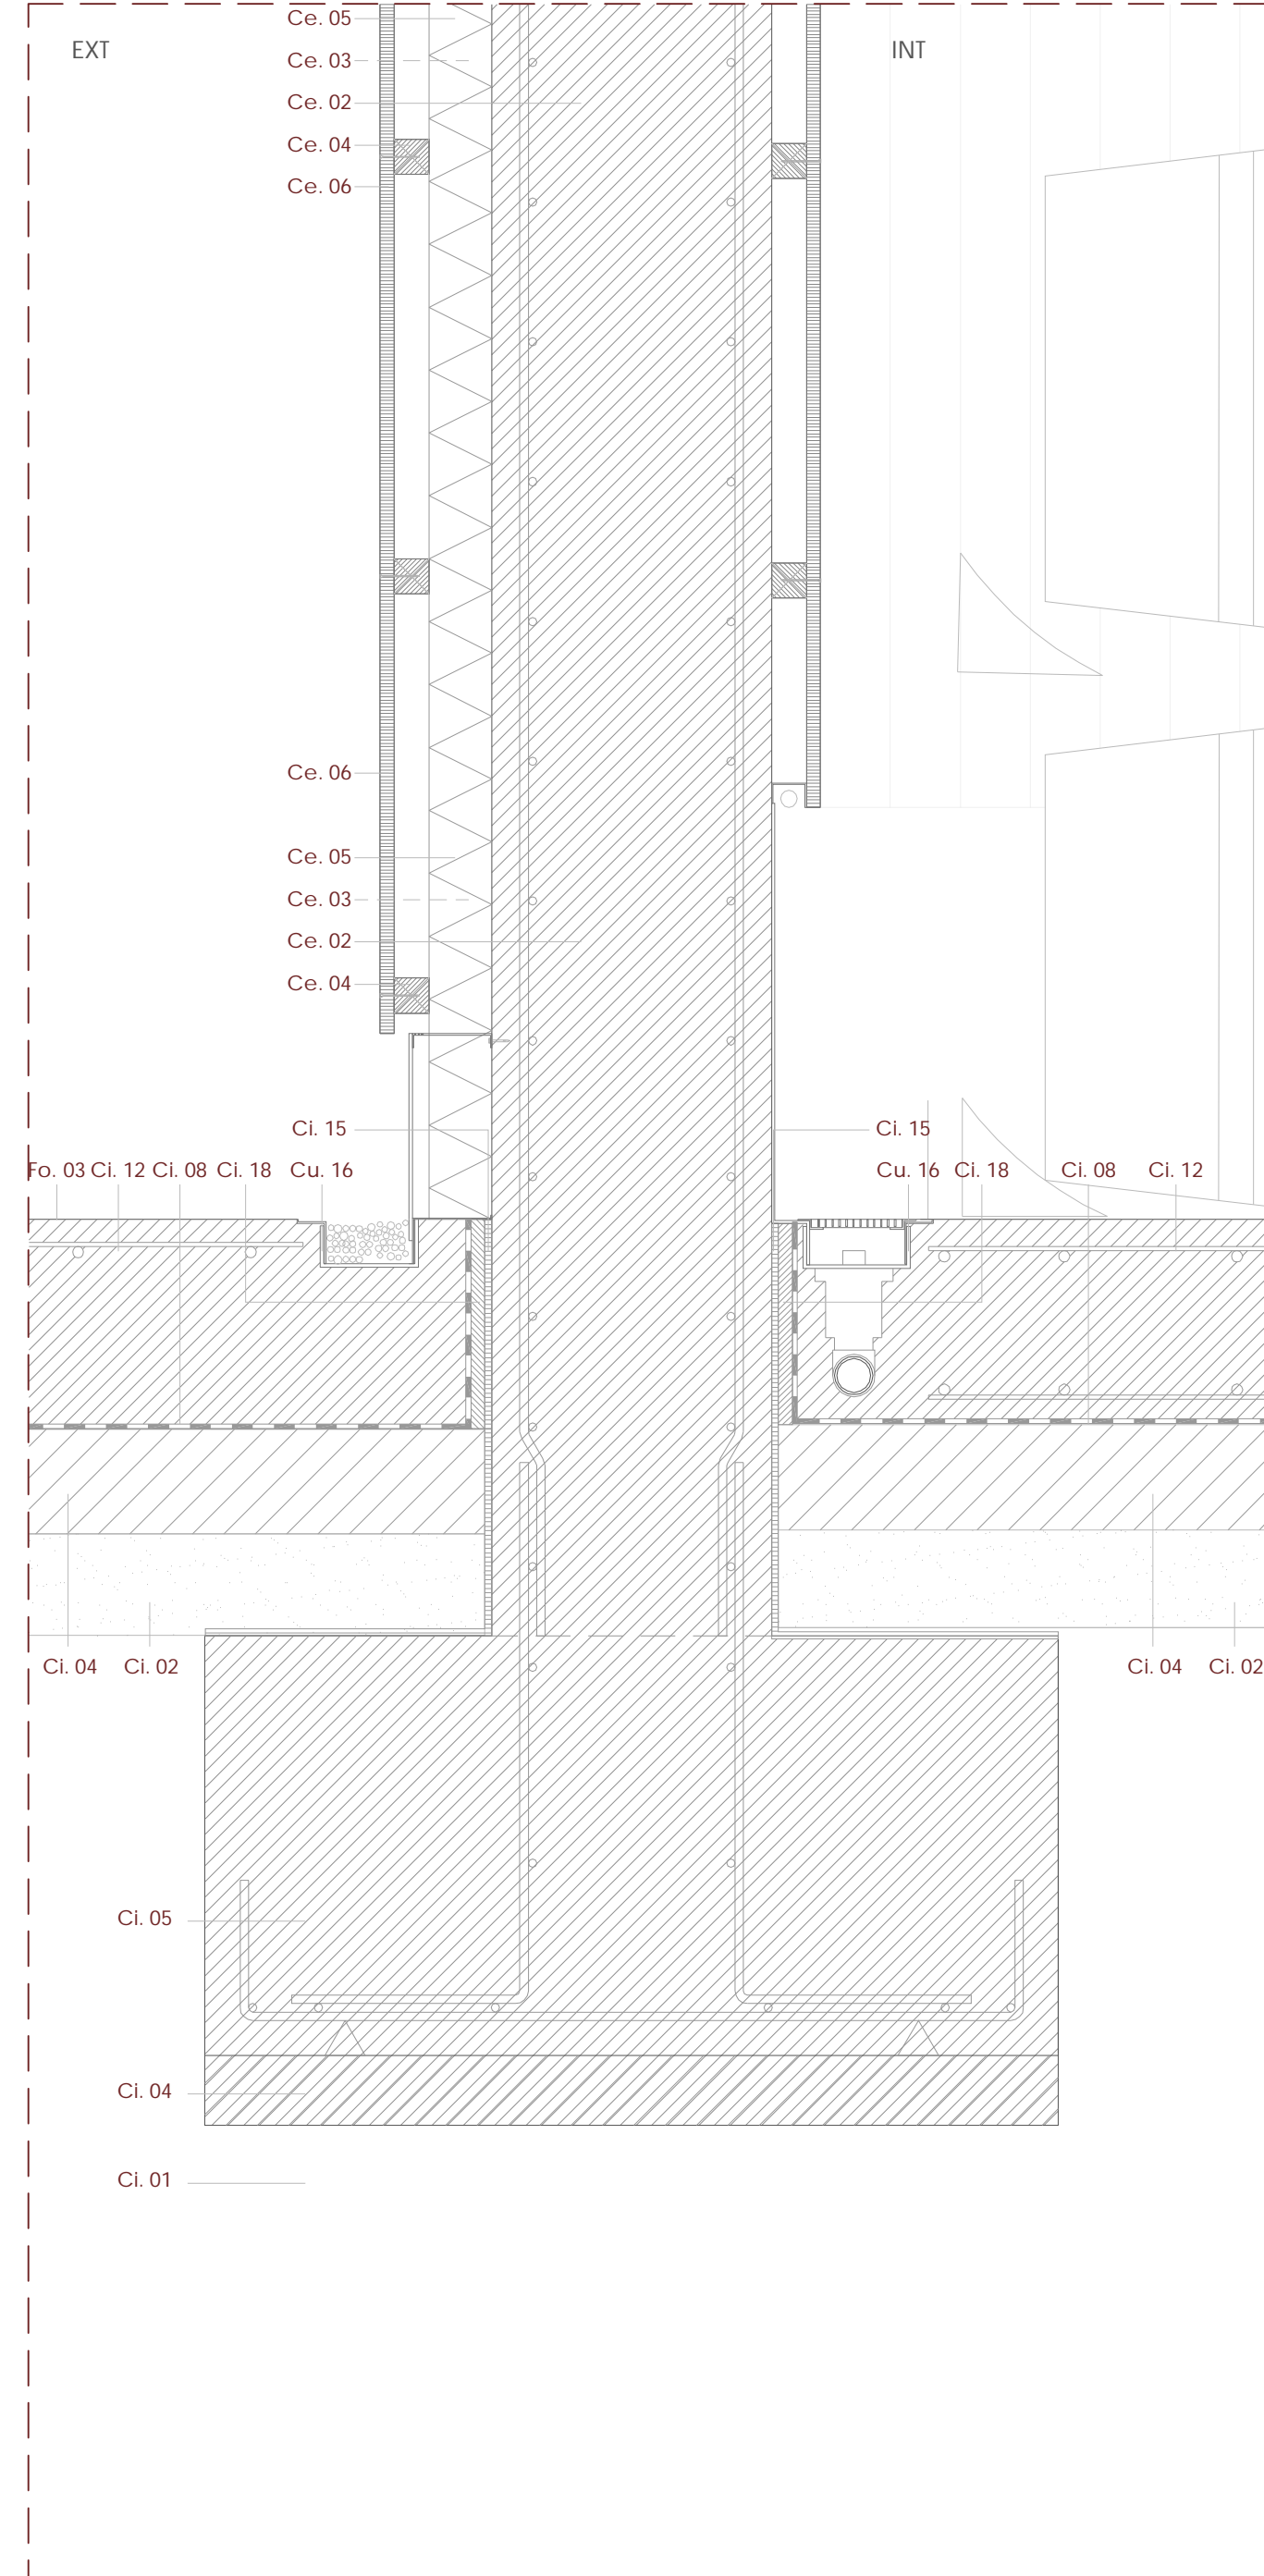 Ce. 05
EXT
INT
Ce. 03
Ce. 02
Ce. 04
Ce. 06
Ce. 06
Ce. 05
Ce. 03
Ce. 02
Ce. 04
Ci. 15
Ci. 15
Fo. 03 Ci. 12 Ci. 08 Ci. 18 Cu. 16
Cu. 16 Ci. 18 Ci. 08 Ci. 12
Ci. 04 Ci. 02
Ci. 04 Ci. 02
Ci. 05
Ci. 04
Ci. 01